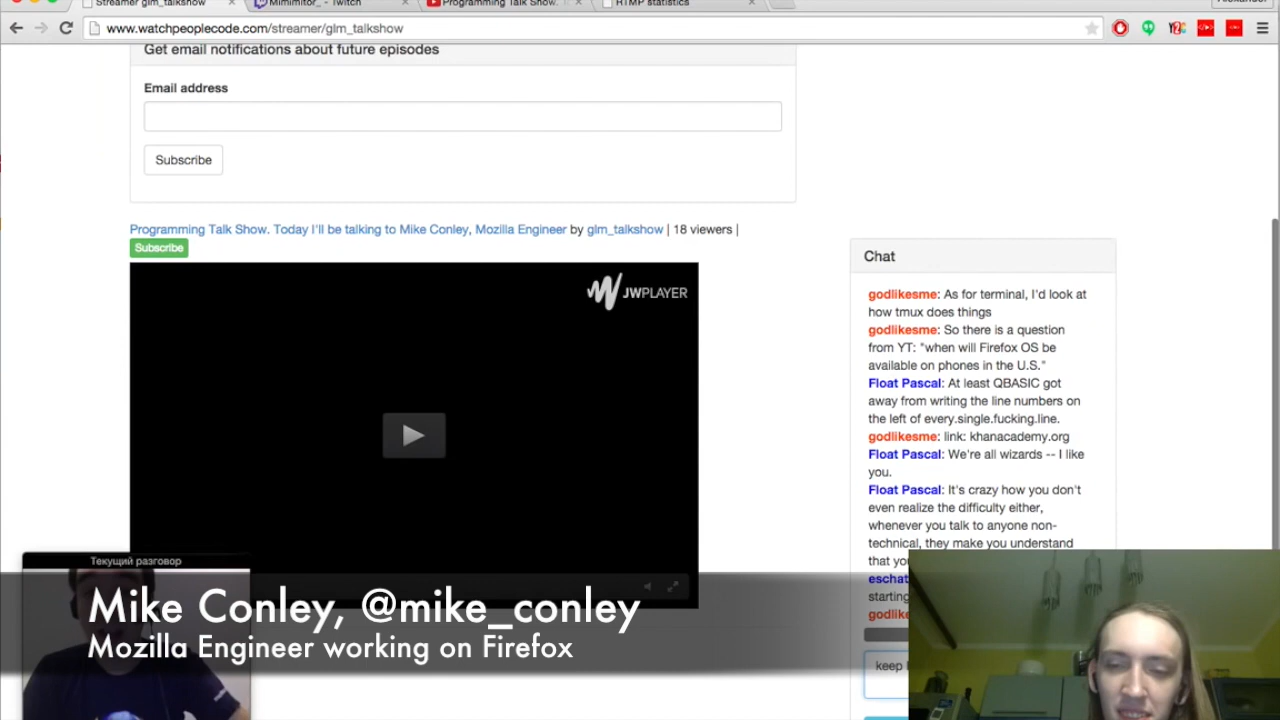 Streamer glm_talkshow
Mimimitor_ - Twitch
Programming Talk Show.
RTMP statistics
www.watchpeoplecode.com/streamer/glm_talkshow
Get email notifications about future episodes
Email address
Subscribe
Programming Talk Show. Today I'll be talking to Mike Conley, Mozilla Engineer by glm_talkshow | 18 viewers |
Subscribe
JWPLAYER
Chat
godlikesme: As for terminal, I'd look at
how tmux does things
godlikesme: So there is a question
from YT: "when will Firefox OS be
available on phones in the U.S."
Float Pascal: At least QBASIC got
away from writing the line numbers on
the left of every.single.fucking.line.
godlikesme: link: khanacademy.org
Float Pascal: We're all wizards -- I like
you.
Float Pascal: It's crazy how you don't
even realize the difficulty either,
whenever you talk to anyone non-
technical, they make you understand
that
starting
keep
Текущий разговор
Mike Conley, @mike_conley
Mozilla Engineer working on Firefox